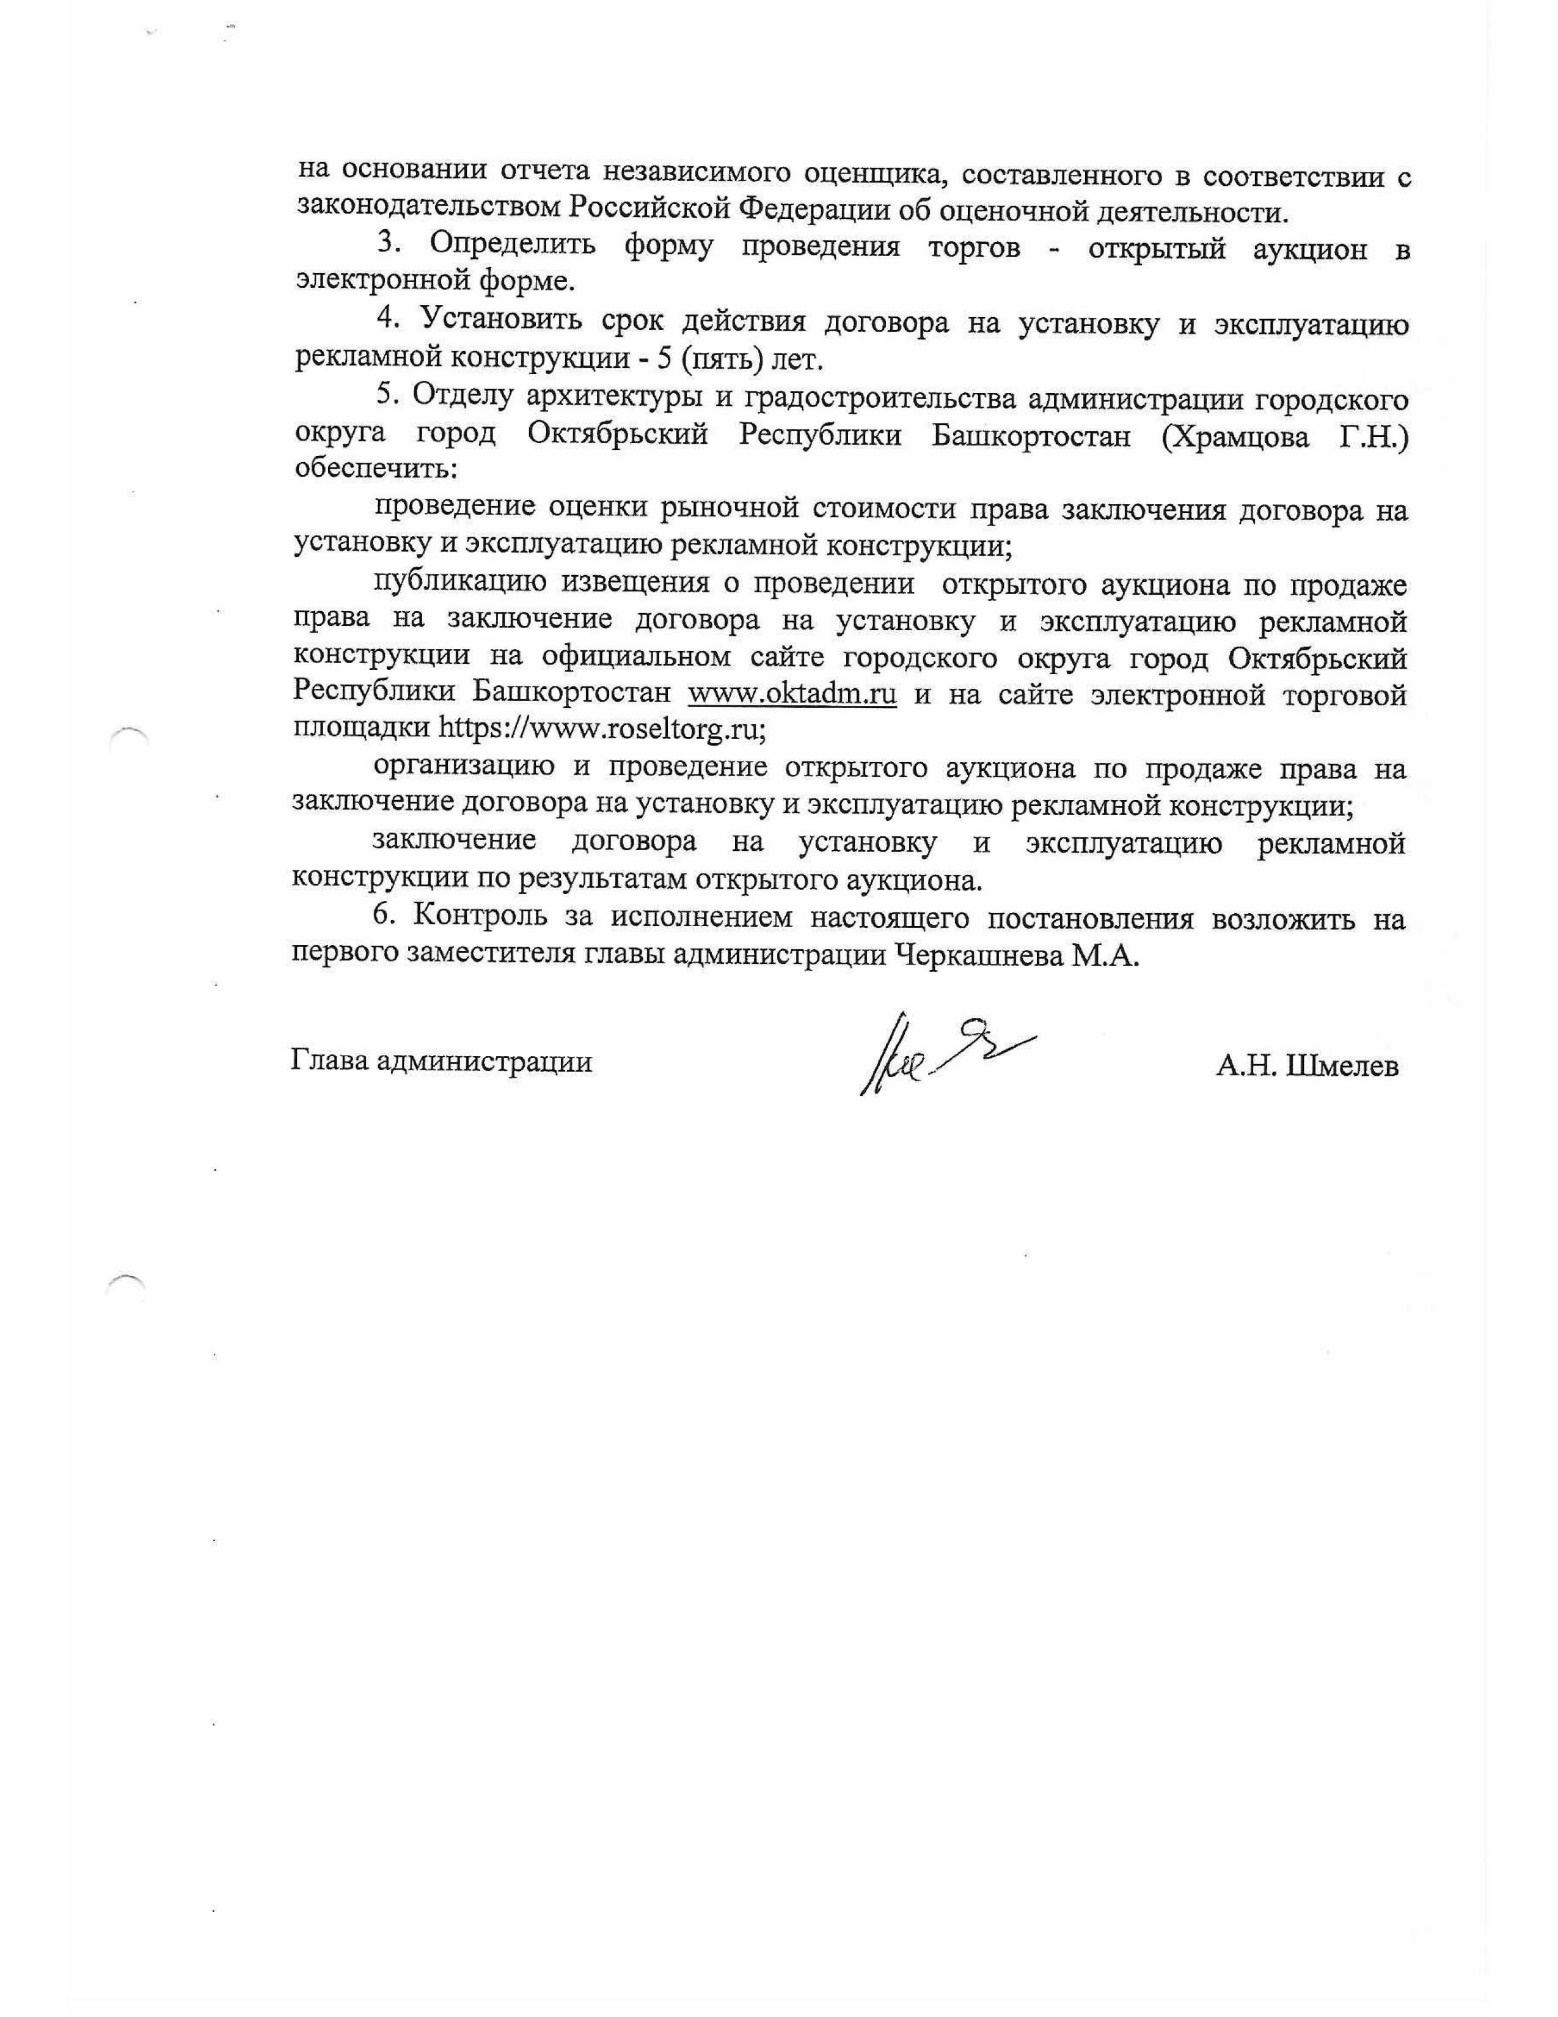 на основании отчета независимого оценщика, составленного в соответствии с
законодательством Российской Федерации об оценочной деятельности.
3. Определить форму проведения торгов - открытый аукцион в
электронной форме.
4. Установить срок действия договора на установку и эксплуатацию
рекламной конструкции - 5 (пять) лет.
5. Отделу архитектуры и градостроительства администрации городского
округа город Октябрьский Республики Башкортостан (Храмцова Г.Н.)
обеспечить:
проведение оценки рыночной стоимости права заключения договора на
установку и эксплуатацию рекламной конструкции;
публикацию извещения о проведении открытого аукциона по продаже
права на заключение договора на установку и эксплуатацию рекламной
конструкции на официальном сайте городского округа город Октябрьский
Республики Башкортостан www.oktadm.ru и на сайте электронной торговой
площадки https://www.roseltorg.ru;
организацию и проведение открытого аукциона по продаже права на
заключение договора на установку и эксплуатацию рекламной конструкции;
заключение договора на установку и эксплуатацию рекламной
конструкции по результатам открытого аукциона.
6. Контроль за исполнением настоящего постановления возложить на
первого заместителя главы администрации Черкашнева М.А.
Глава администрации А.Н. Шмелев